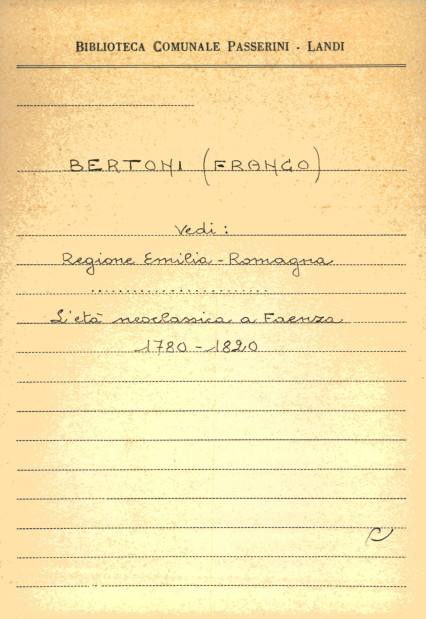 BIBLIOTECA COMUNALE PASSERINI - LANDI
BERTONI (FRANCO)
Vedi:
Regione Emilia-Romagna
......................
L'età neoclassica a Faenza
1780-1820